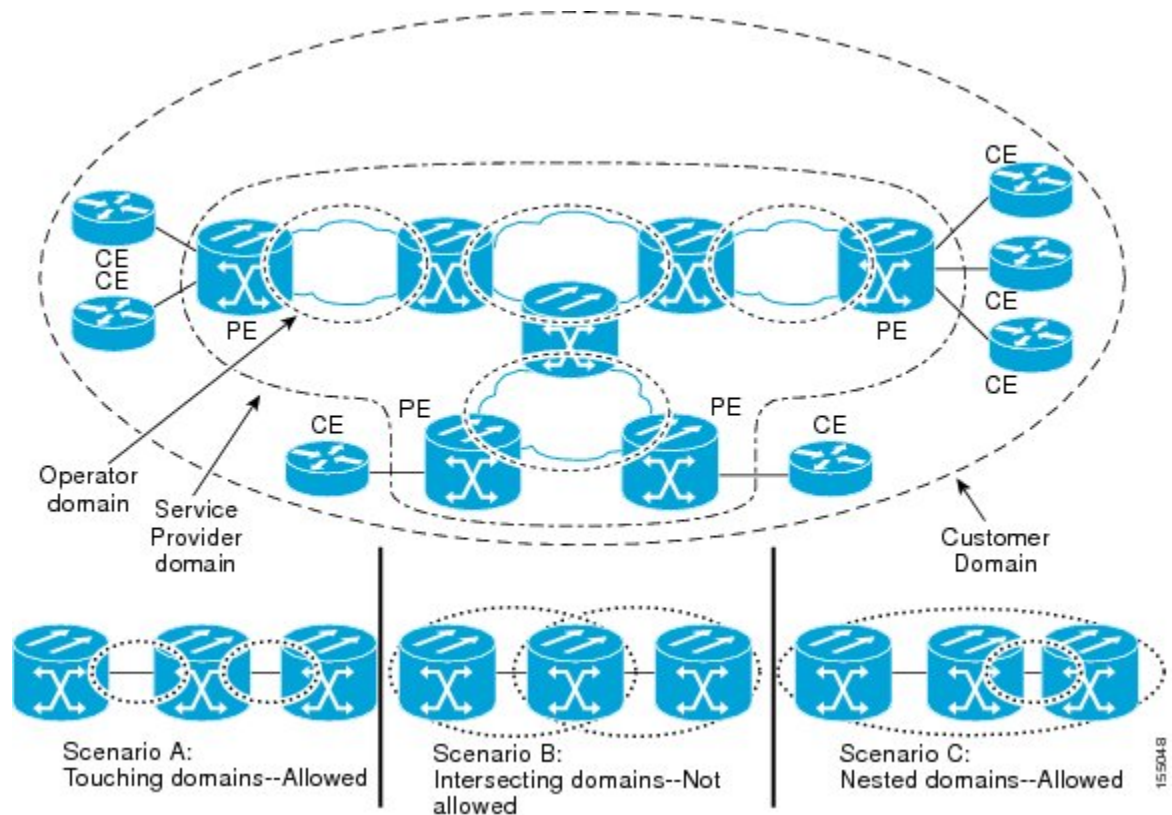 CE
CE
CE
PE
PE
CE
CE
PE
PE
CE
CE
Operator
domain
Service
Provider
domain
Customer
Domain
Scenario A:
Touching domains--Allowed
Scenario B:
Intersecting domains--Not
allowed
Scenario C:
Nested domains--Allowed
155048